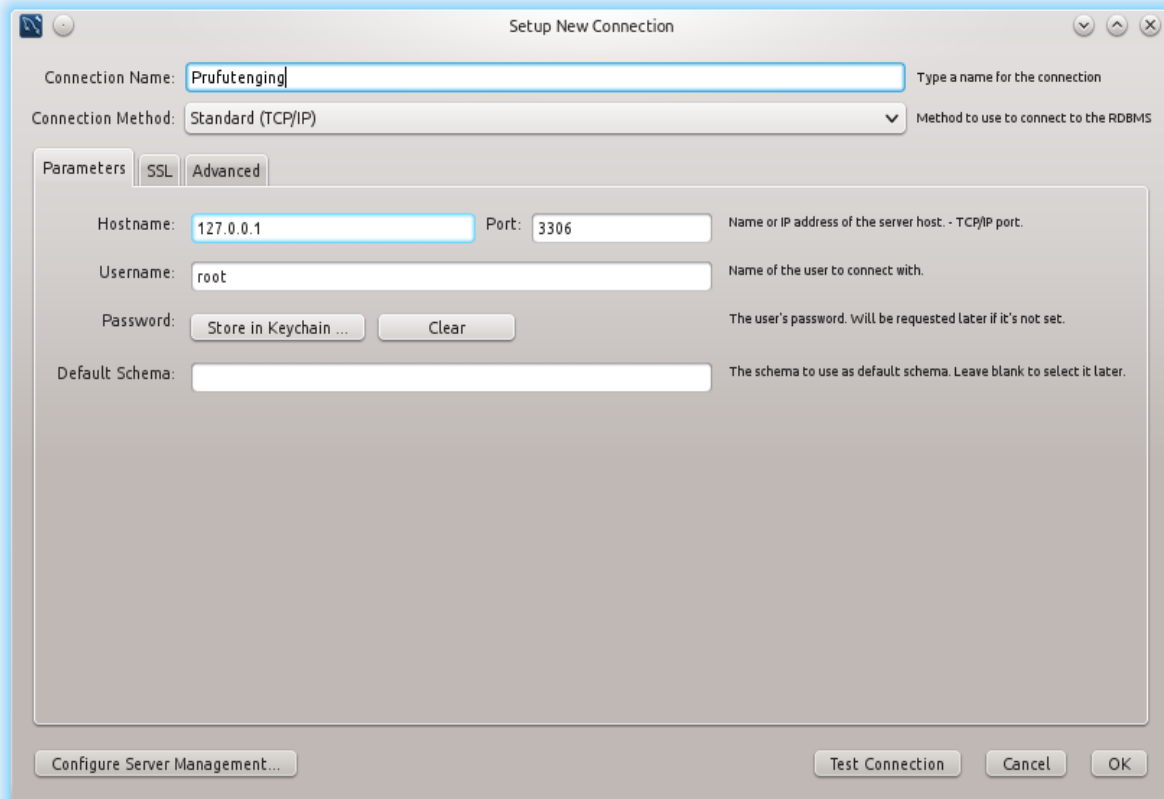 Setup New Connection
Connection Name: Prufutenging Type a name for the connection
Connection Method: Standard (TCP/IP) Method to use to connect to the RDBMS
Parameters SSL Advanced
Hostname: 127.0.0.1 Port: 3306 Name or IP address of the server host. - TCP/IP port.
Username: root Name of the user to connect with.
Password: Store in Keychain ... Clear The user's password. Will be requested later if it's not set.
Default Schema: The schema to use as default schema. Leave blank to select it later.
Configure Server Management... Test Connection Cancel OK